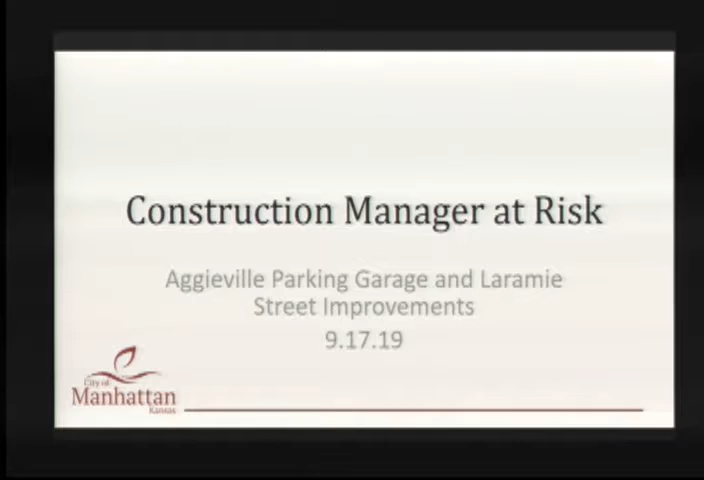 Construction Manager at Risk
Aggieville Parking Garage and Laramie
Street Improvements
9.17.19
City of
Manhattan
Kansas